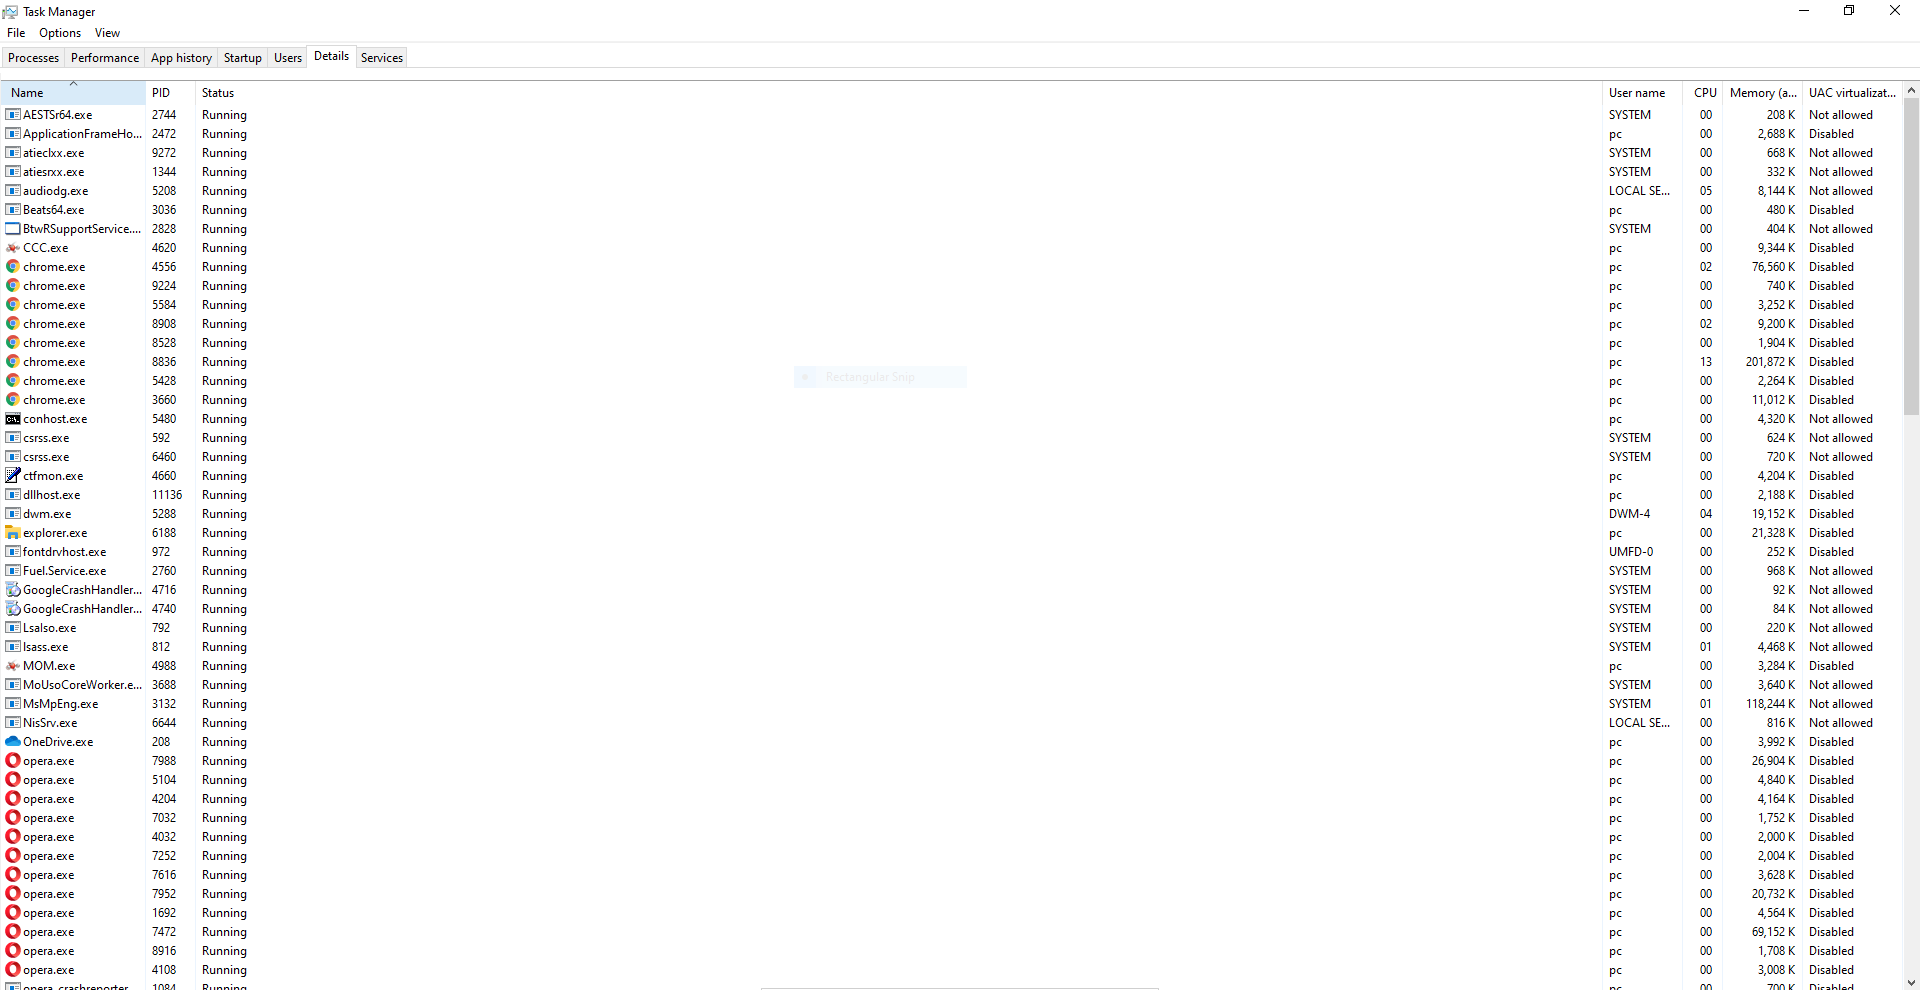 Task Manager
File Options View
Processes Performance App history Startup Users Details Services
Name PID Status User name CPU Memory (a... UAC virtualizat...
AESTSr64.exe 2744 Running SYSTEM 00 208 K Not allowed
ApplicationFrameHo... 2472 Running pc 00 2,688 K Disabled
atieclxx.exe 9272 Running SYSTEM 00 668 K Not allowed
atiesrxx.exe 1344 Running SYSTEM 00 332 K Not allowed
audiodg.exe 5208 Running LOCAL SE... 05 8,144 K Not allowed
Beats64.exe 3036 Running pc 00 480 K Disabled
BtwRSupportService.... 2828 Running SYSTEM 00 404 K Not allowed
CCC.exe 4620 Running pc 00 9,344 K Disabled
chrome.exe 4556 Running pc 02 76,560 K Disabled
chrome.exe 9224 Running pc 00 740 K Disabled
chrome.exe 5584 Running pc 00 3,252 K Disabled
chrome.exe 8908 Running pc 02 9,200 K Disabled
chrome.exe 8528 Running pc 00 1,904 K Disabled
chrome.exe 8836 Running pc 13 201,872 K Disabled
Rectangular Snip
chrome.exe 5428 Running pc 00 2,264 K Disabled
chrome.exe 3660 Running pc 00 11,012 K Disabled
conhost.exe 5480 Running pc 00 4,320 K Not allowed
csrss.exe 592 Running SYSTEM 00 624 K Not allowed
csrss.exe 6460 Running SYSTEM 00 720 K Not allowed
ctfmon.exe 4660 Running pc 00 4,204 K Disabled
dllhost.exe 11136 Running pc 00 2,188 K Disabled
dwm.exe 5288 Running DWM-4 04 19,152 K Disabled
explorer.exe 6188 Running pc 00 21,328 K Disabled
fontdrvhost.exe 972 Running UMFD-0 00 252 K Disabled
Fuel.Service.exe 2760 Running SYSTEM 00 968 K Not allowed
GoogleCrashHandler... 4716 Running SYSTEM 00 92 K Not allowed
GoogleCrashHandler... 4740 Running SYSTEM 00 84 K Not allowed
LsaIso.exe 792 Running SYSTEM 00 220 K Not allowed
lsass.exe 812 Running SYSTEM 01 4,468 K Not allowed
MOM.exe 4988 Running pc 00 3,284 K Disabled
MoUsoCoreWorker.e... 3688 Running SYSTEM 00 3,640 K Not allowed
MsMpEng.exe 3132 Running SYSTEM 01 118,244 K Not allowed
NisSrv.exe 6644 Running LOCAL SE... 00 816 K Not allowed
OneDrive.exe 208 Running pc 00 3,992 K Disabled
opera.exe 7988 Running pc 00 26,904 K Disabled
opera.exe 5104 Running pc 00 4,840 K Disabled
opera.exe 4204 Running pc 00 4,164 K Disabled
opera.exe 7032 Running pc 00 1,752 K Disabled
opera.exe 4032 Running pc 00 2,000 K Disabled
opera.exe 7252 Running pc 00 2,004 K Disabled
opera.exe 7616 Running pc 00 3,628 K Disabled
opera.exe 7952 Running pc 00 20,732 K Disabled
opera.exe 1692 Running pc 00 4,564 K Disabled
opera.exe 7472 Running pc 00 69,152 K Disabled
opera.exe 8916 Running pc 00 1,708 K Disabled
opera.exe 4108 Running pc 00 3,008 K Disabled
opera_crashreporter 1084 Running pc 00 700 K Disabled